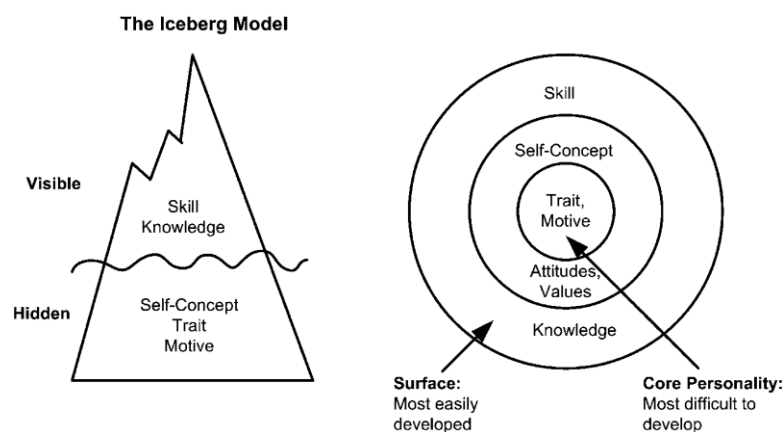 The Iceberg Model
Visible
Skill
Knowledge
Hidden
Self-Concept
Trait
Motive
Skill
Self-Concept
Trait,
Motive
Attitudes,
Values
Knowledge
Surface:
Most easily
developed
Core Personality:
Most difficult to
develop